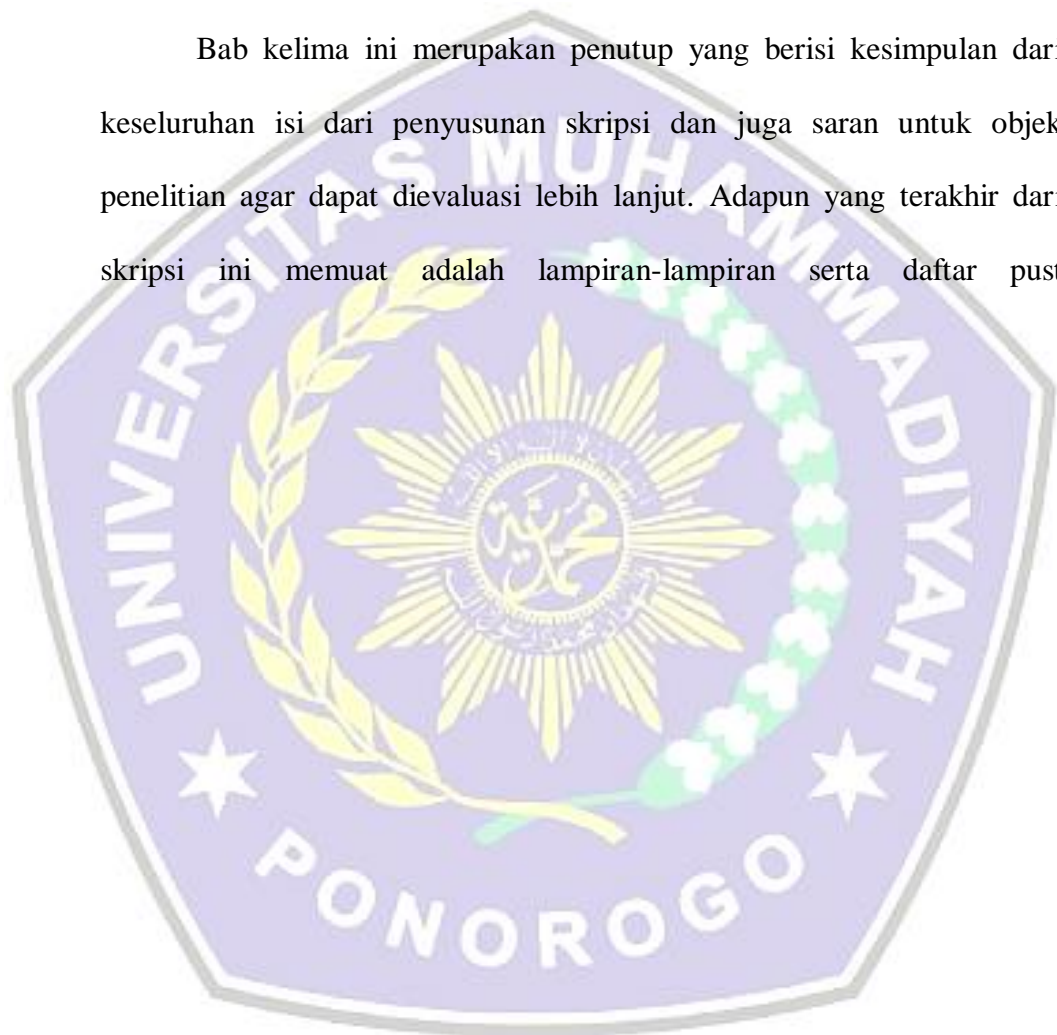 Bab kelima ini merupakan penutup yang berisi kesimpulan dari
keseluruhan isi dari penyusunan skripsi dan juga saran untuk objek
penelitian agar dapat dievaluasi lebih lanjut. Adapun yang terakhir dari
skripsi ini memuat adalah lampiran-lampiran serta daftar pust
UNIVERSITAS MUHAMMADIYAH
PONOROGO